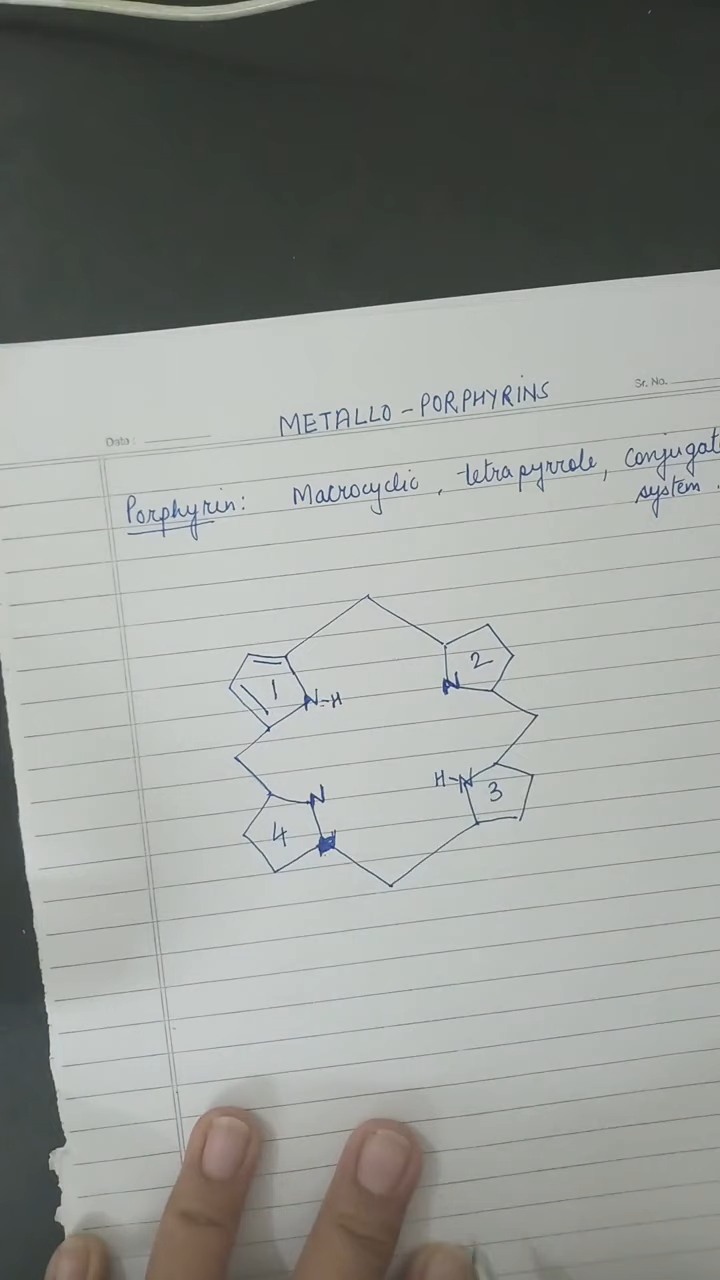 Sr. No.
METALLO - PORPHYRINS
Date :
Porphyrin: Macrocyclic, tetrapyrrole, Conjugat
system.
1 N-H
N 2
4 N
H-N 3